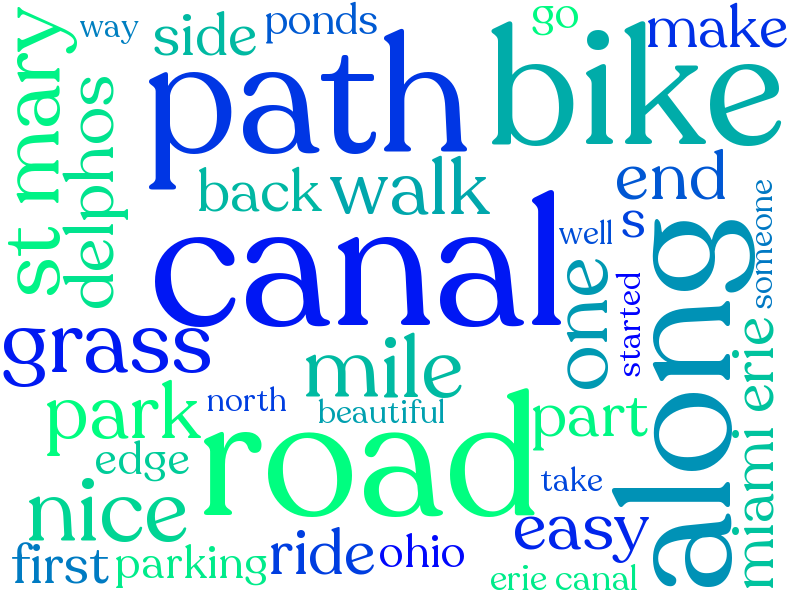 way
ponds
go
make
side
path
bike
st mary
delphos
back
walk
end
s
someone
well
canal
one
started
along
miami erie
grass
mile
park
north
beautiful
part
road
edge
nice
take
easy
first
parking
ride
ohio
erie canal